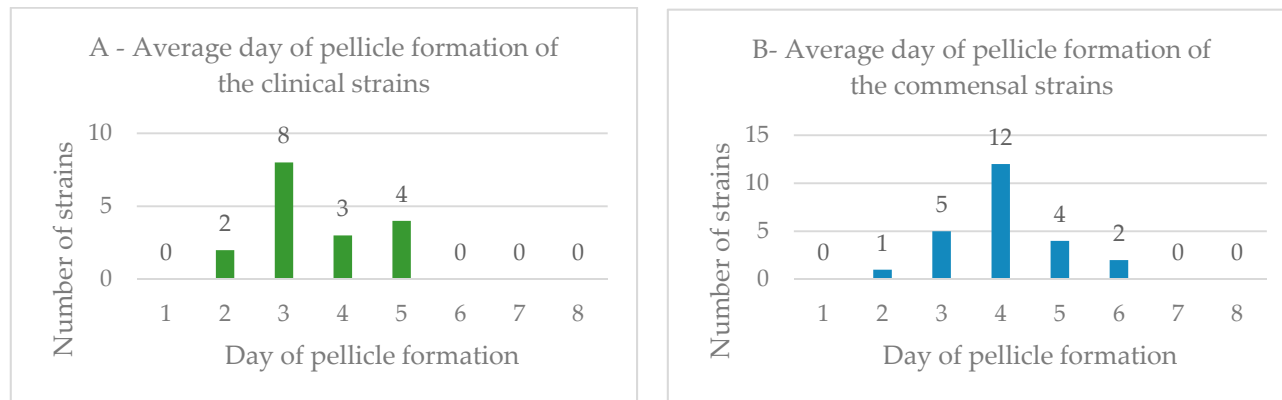 A - Average day of pellicle formation of
the clinical strains
10
5
0
Number of strains
0
2
8
3
4
0
0
0
1 2 3 4 5 6 7 8
Day of pellicle formation
B- Average day of pellicle formation of
the commensal strains
15
10
5
0
Number of strains
0
1
5
12
4
2
0
0
1 2 3 4 5 6 7 8
Day of pellicle formation